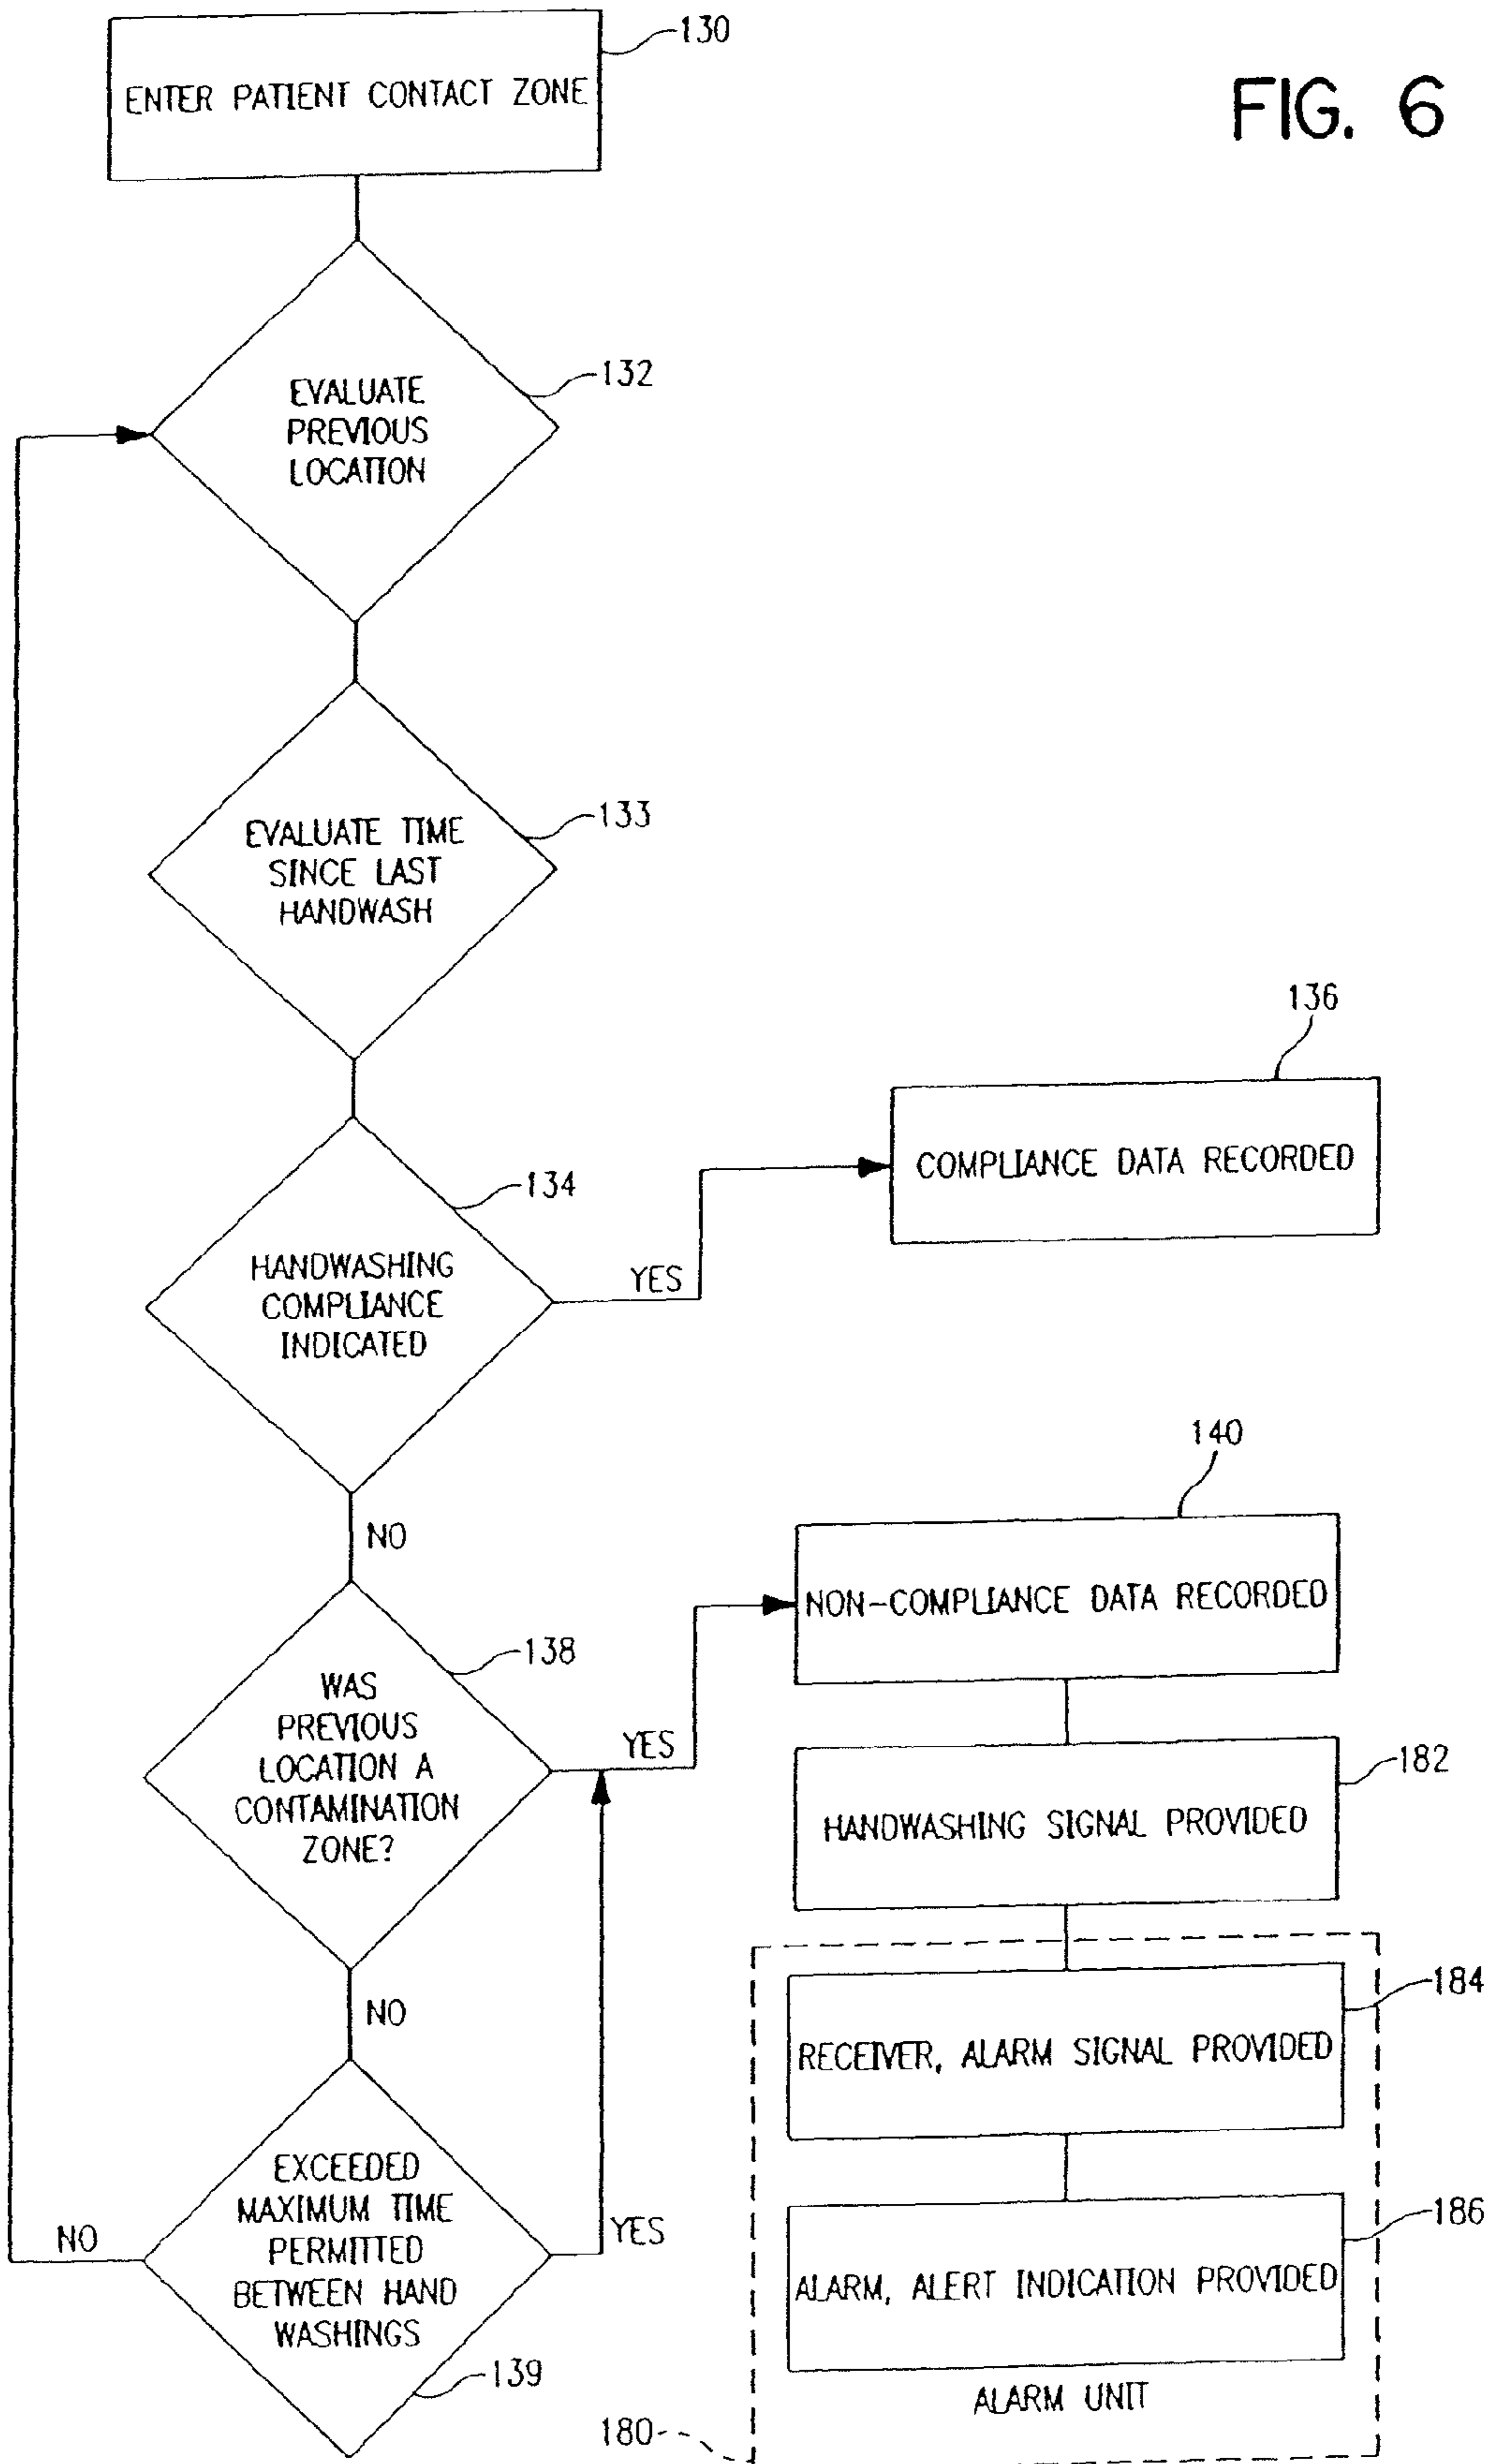 130
ENTER PATIENT CONTACT ZONE
FIG. 6
132
EVALUATE
PREVIOUS
LOCATION
133
EVALUATE TIME
SINCE LAST
HANDWASH
136
COMPLIANCE DATA RECORDED
134
HANDWASHING
COMPLIANCE
INDICATED
YES
NO
140
NON-COMPLIANCE DATA RECORDED
138
WAS
PREVIOUS
LOCATION A
CONTAMINATION
ZONE?
YES
182
HANDWASHING SIGNAL PROVIDED
NO
184
RECEIVER, ALARM SIGNAL PROVIDED
EXCEEDED
MAXIMUM TIME
PERMITTED
BETWEEN HAND
WASHINGS
NO
YES
139
186
ALARM, ALERT INDICATION PROVIDED
ALARM UNIT
180